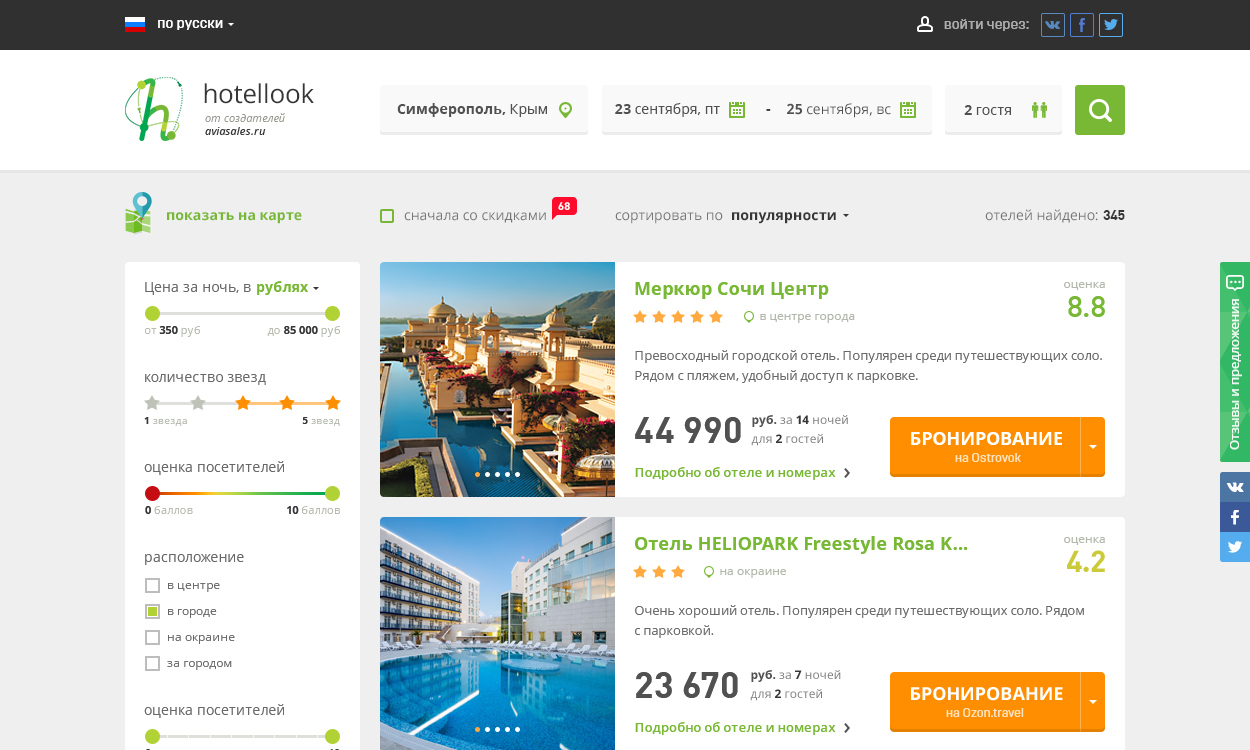 по русски
войти через:
hotellook
от создателей
aviasales.ru
Симферополь, Крым
23 сентября, пт - 25 сентября, вс
2 гостя
показать на карте
сначала со скидками 68
сортировать по популярности
отелей найдено: 345
Цена за ночь, в рублях
от 350 руб до 85 000 руб
количество звезд
1 звезда 5 звезд
оценка посетителей
0 баллов 10 баллов
расположение
в центре
в городе
на окраине
за городом
оценка посетителей
Меркюр Сочи Центр
в центре города
оценка
8.8
Превосходный городской отель. Популярен среди путешествующих соло.
Рядом с пляжем, удобный доступ к парковке.
44 990 руб. за 14 ночей
для 2 гостей
Подробно об отеле и номерах
БРОНИРОВАНИЕ
на Ostrovok
Отель HELIOPARK Freestyle Rosa K...
на окраине
оценка
4.2
Очень хороший отель. Популярен среди путешествующих соло. Рядом
с парковкой.
23 670 руб. за 7 ночей
для 2 гостей
Подробно об отеле и номерах
БРОНИРОВАНИЕ
на Ozon.travel
Отзывы и предложения